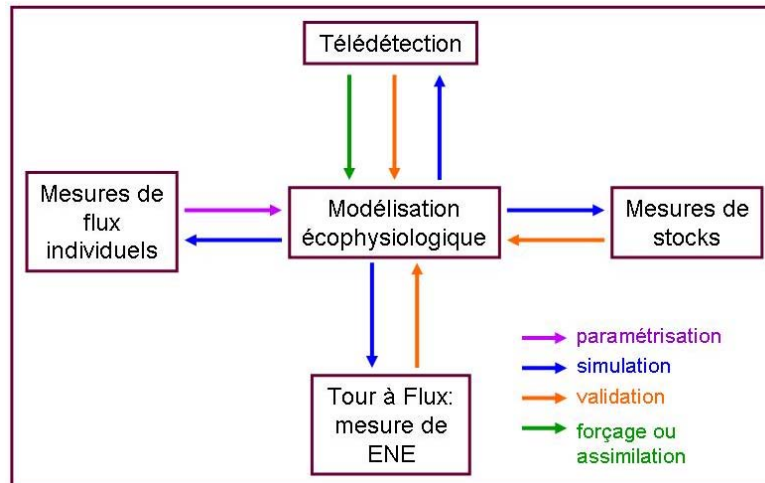 Télédétection
Mesures de
flux
individuels
Modélisation
écophysiologique
Mesures de
stocks
Tour à Flux:
mesure de
ENE
paramétrisation
simulation
validation
forçage ou
assimilation